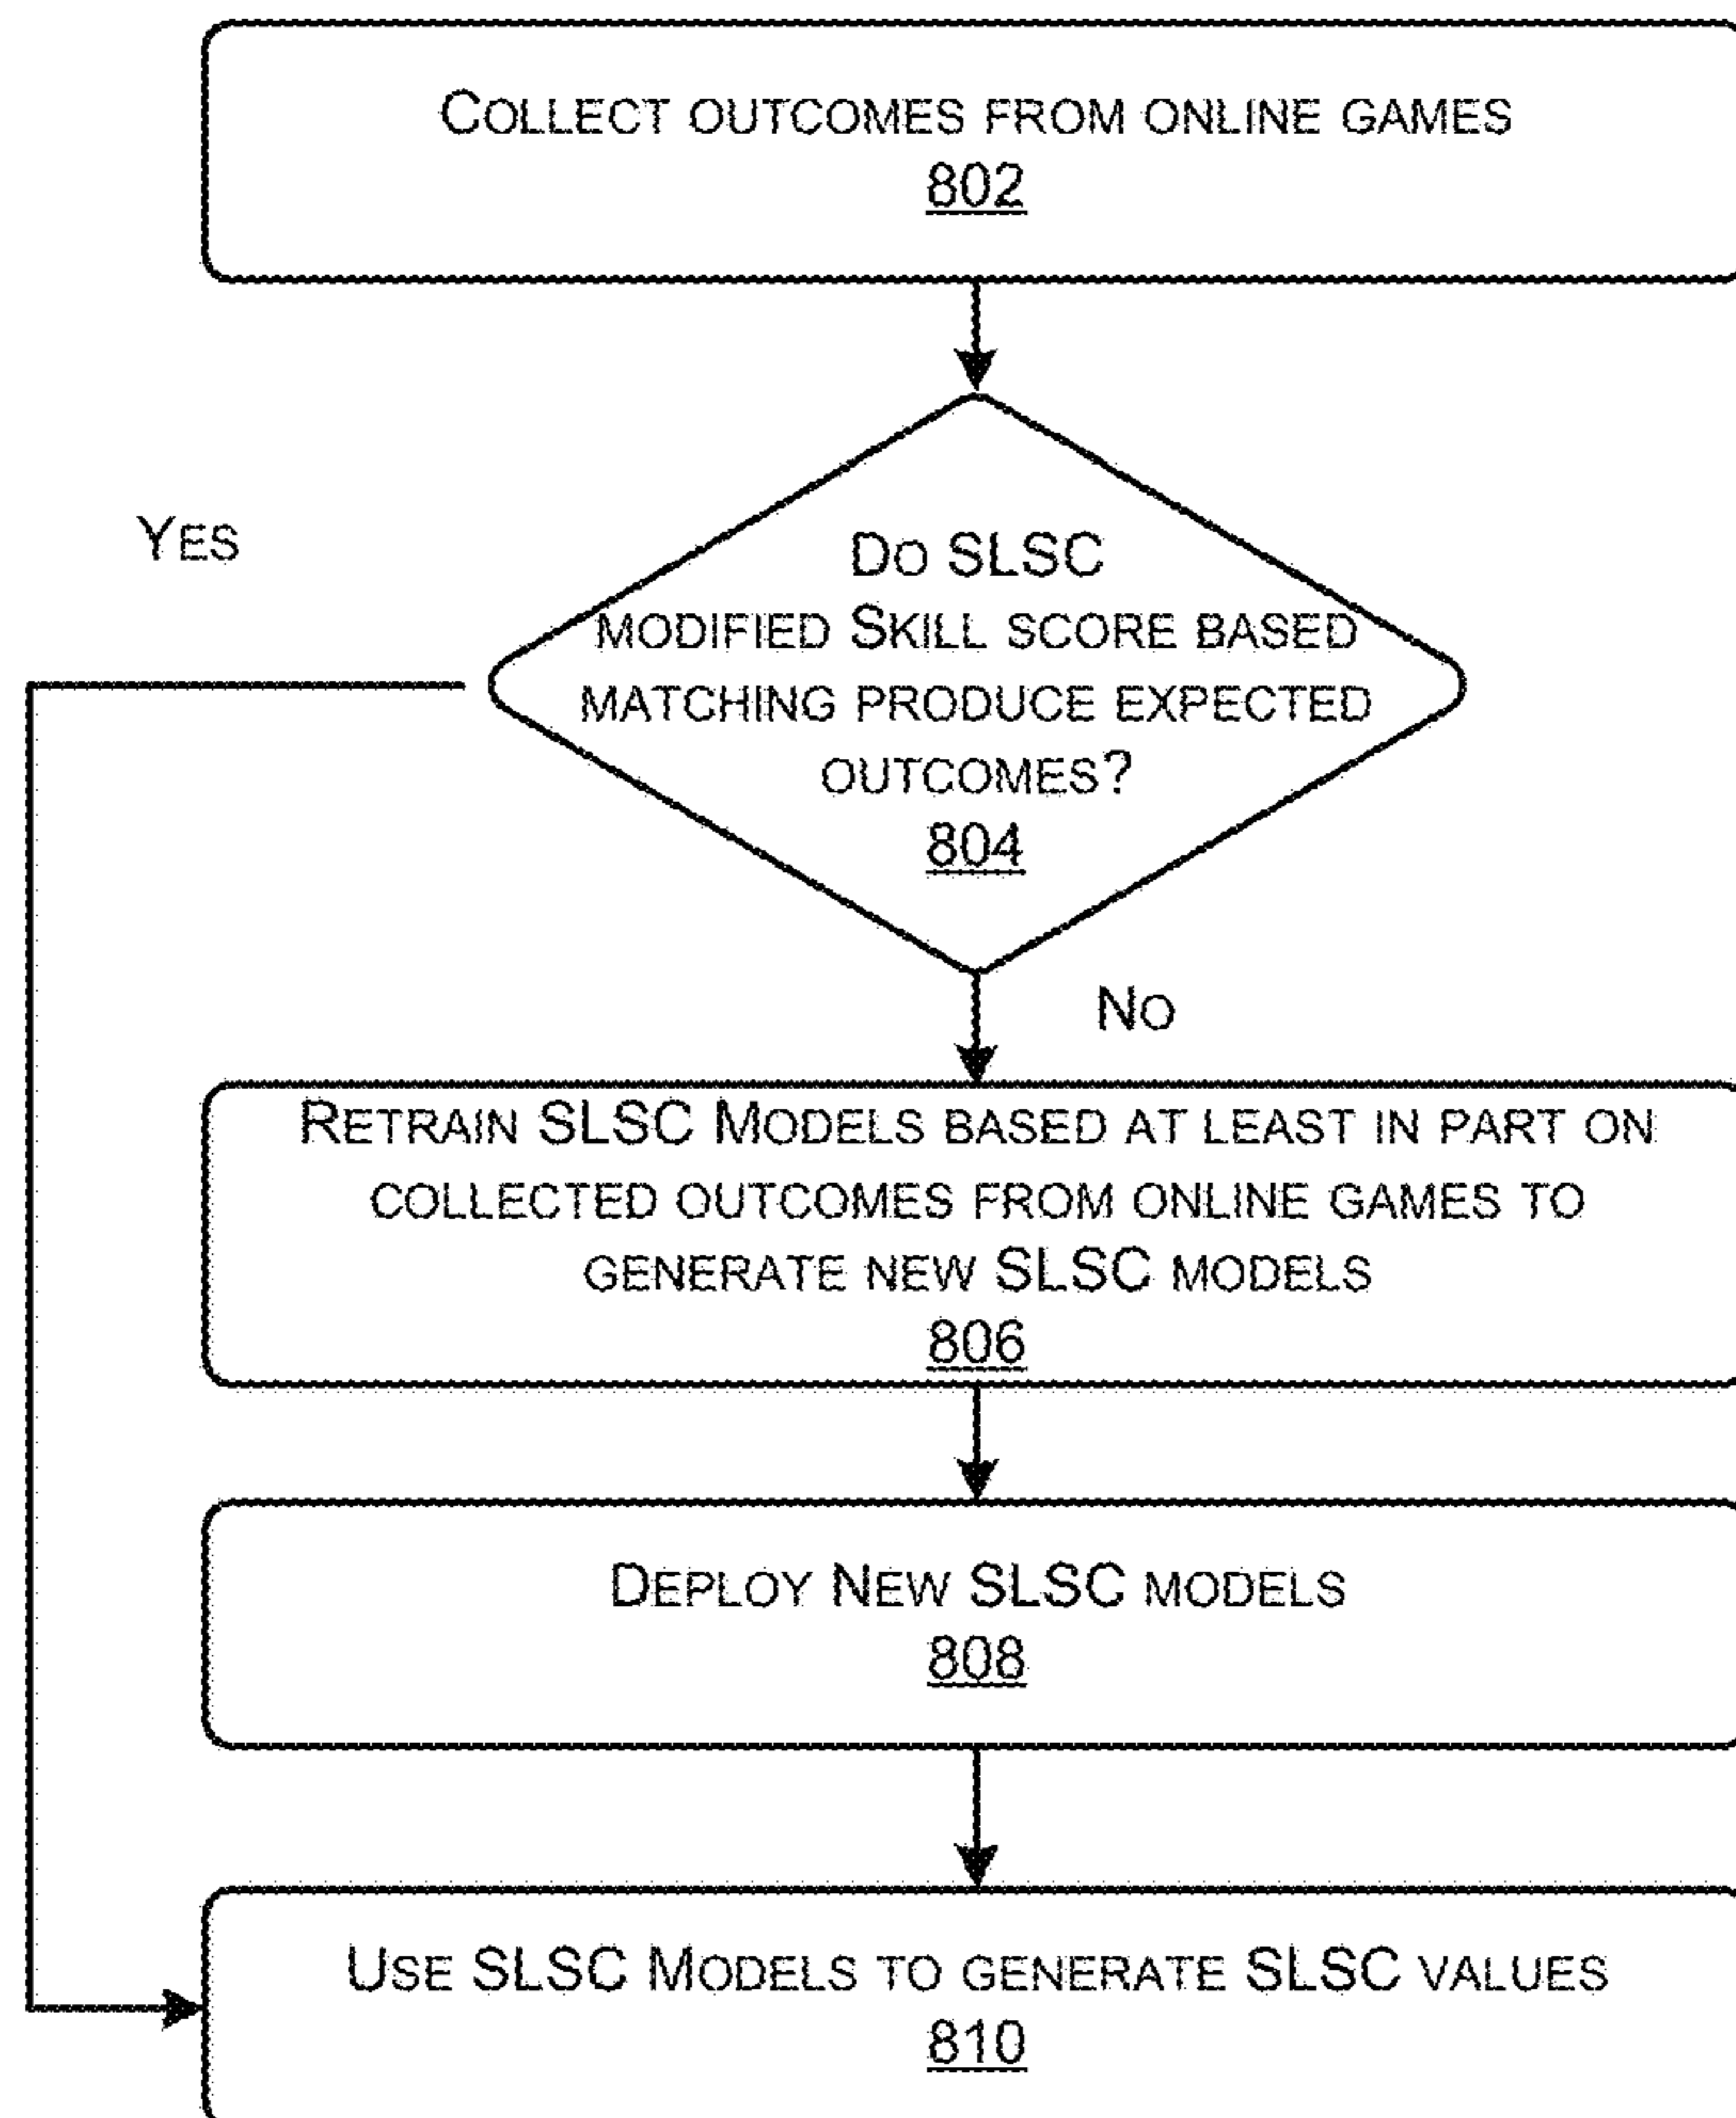 Collect outcomes from online games
802
Yes
Do SLSC
modified Skill score based
matching produce expected
outcomes?
804
No
Retrain SLSC Models based at least in part on
collected outcomes from online games to
generate new SLSC models
806
Deploy New SLSC models
808
Use SLSC Models to generate SLSC values
810